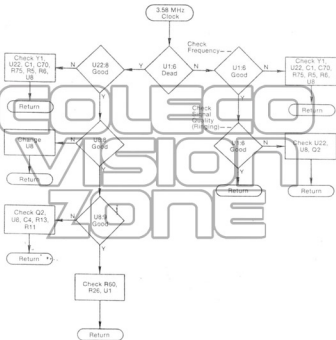 3.58 MHz
Clock
Check
Frequency
Check Y1,
U22, C1, C70,
R75, R5, R6,
U8
N
U22:8
Good
Y
U1:6
Dead
N
U1:6
Good
N
Check Y1,
U22, C1, C70,
R75, R5, R6,
U8
Return
Y
Y
Return
COLECO
VISION
ZONE
Check
Signal
Quality
(Ringing)
Change
U8
N
Good
U1:6
Good
N
Check U22,
U8, Q2
Return
Y
Y
Return
Return
Check Q2,
U8, C4, R13,
R11
N
U8:9
Good
Return
Y
Check R60,
R26, U1
Return